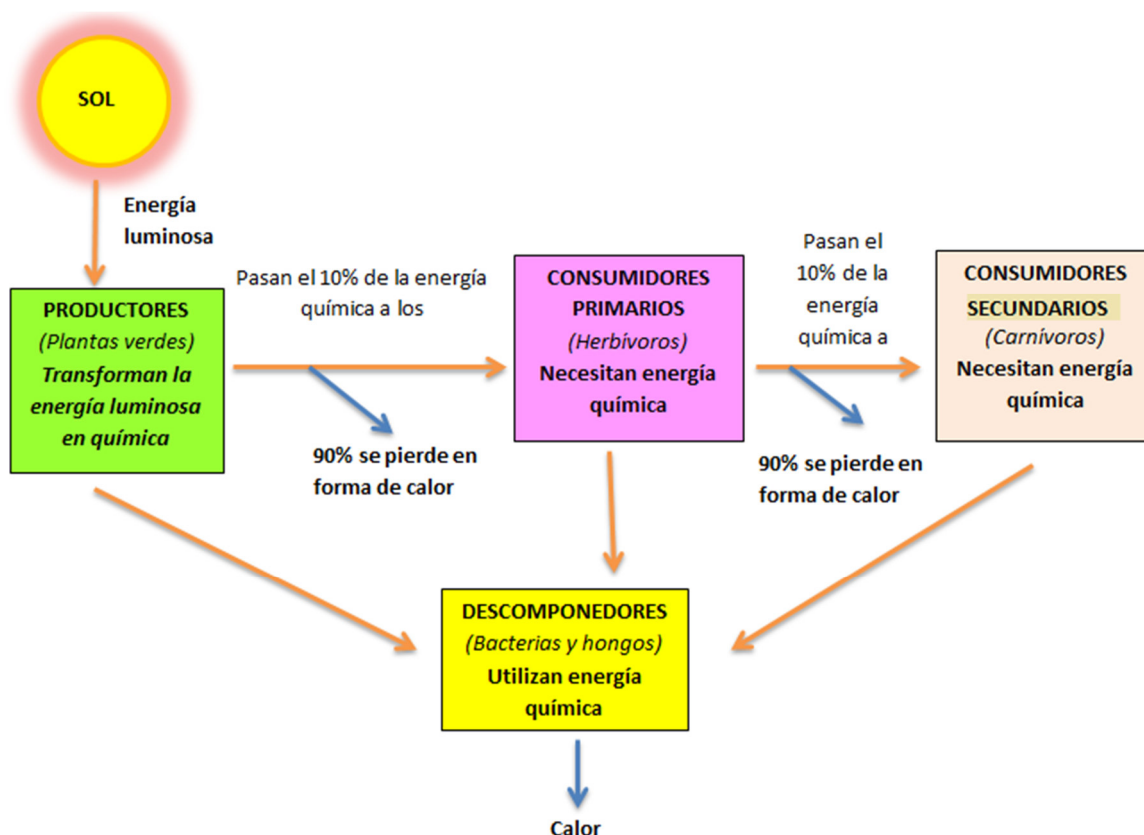 SOL
Energía
luminosa
PRODUCTORES
(Plantas verdes)
Transforman la
energía luminosa
en química
Pasan el 10% de la energía
química a los
90% se pierde en
forma de calor
CONSUMIDORES
PRIMARIOS
(Herbívoros)
Necesitan energía
química
Pasan el
10% de la
energía
química a
90% se pierde en
forma de calor
CONSUMIDORES
SECUNDARIOS
(Carnívoros)
Necesitan energía
química
DESCOMPONEDORES
(Bacterias y hongos)
Utilizan energía
química
Calor